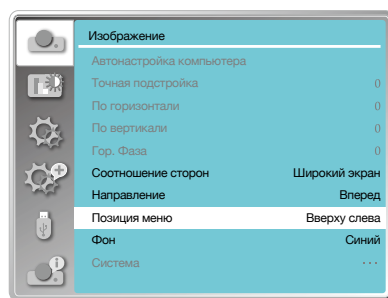 Изображение
Автонастройка компьютера
Точная подстройка 0
По горизонтали 0
По вертикали 0
Гор. Фаза 0
Соотношение сторон Широкий экран
Направление Вперед
Позиция меню Вверху слева
Фон Синий
Система ...